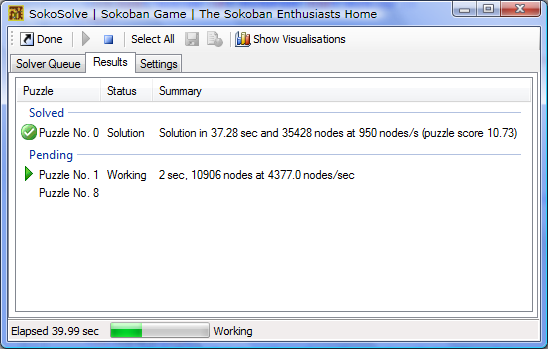 SokoSolve | Sokoban Game | The Sokoban Enthusiasts Home
Done Select All Show Visualisations
Solver Queue Results Settings
Puzzle Status Summary
Solved
Puzzle No. 0 Solution Solution in 37.28 sec and 35428 nodes at 950 nodes/s (puzzle score 10.73)
Pending
Puzzle No. 1 Working 2 sec, 10906 nodes at 4377.0 nodes/sec
Puzzle No. 8
Elapsed 39.99 sec Working